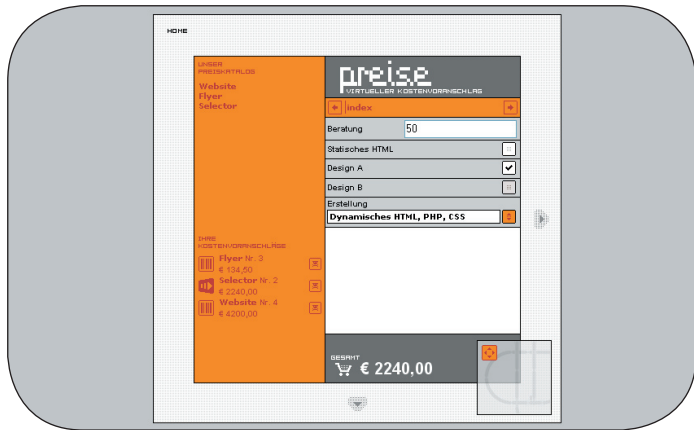 HOME
UNSER
PREISKATALOG
Website
Flyer
Selector
preise
VIRTUELLER KOSTENVORANSCHLAG
index
Beratung 50
Statisches HTML
Design A
Design B
Erstellung
Dynamisches HTML, PHP, CSS
IHRE
KOSTENVORANSCHLÄGE
Flyer Nr. 3
€ 134,50
Selector Nr. 2
€ 2240,00
Website Nr. 4
€ 4200,00
GESAMT
€ 2240,00